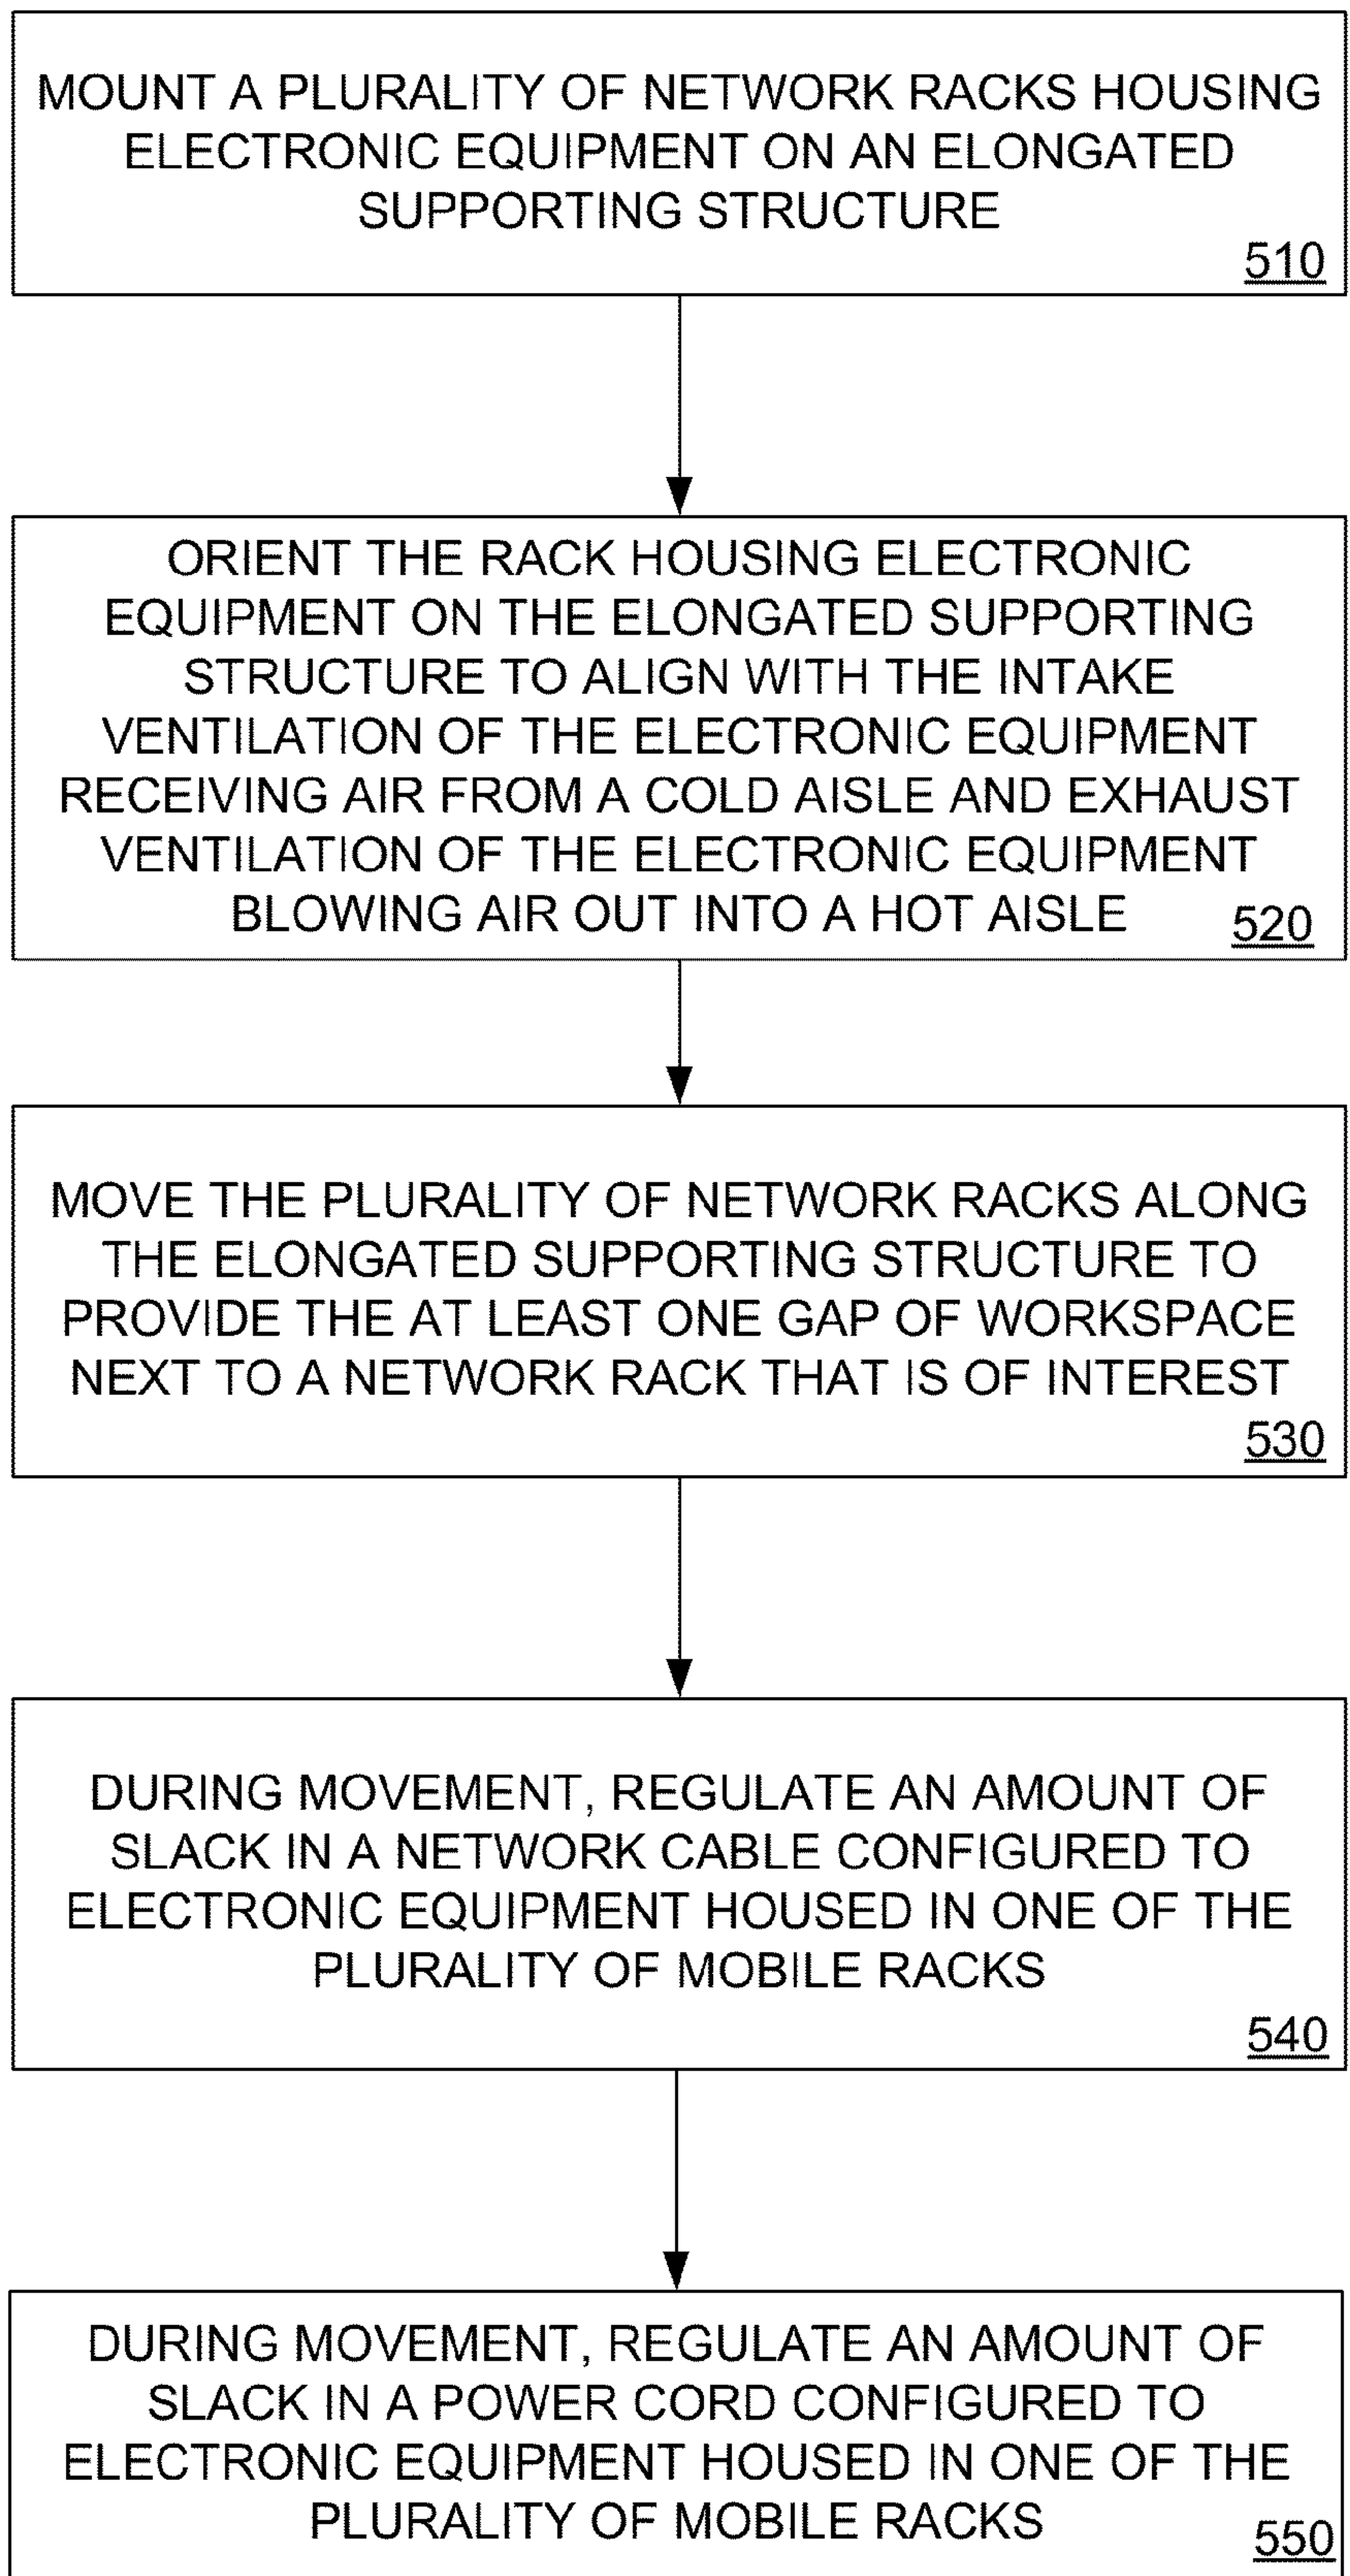 MOUNT A PLURALITY OF NETWORK RACKS HOUSING
ELECTRONIC EQUIPMENT ON AN ELONGATED
SUPPORTING STRUCTURE
510
ORIENT THE RACK HOUSING ELECTRONIC
EQUIPMENT ON THE ELONGATED SUPPORTING
STRUCTURE TO ALIGN WITH THE INTAKE
VENTILATION OF THE ELECTRONIC EQUIPMENT
RECEIVING AIR FROM A COLD AISLE AND EXHAUST
VENTILATION OF THE ELECTRONIC EQUIPMENT
BLOWING AIR OUT INTO A HOT AISLE
520
MOVE THE PLURALITY OF NETWORK RACKS ALONG
THE ELONGATED SUPPORTING STRUCTURE TO
PROVIDE THE AT LEAST ONE GAP OF WORKSPACE
NEXT TO A NETWORK RACK THAT IS OF INTEREST
530
DURING MOVEMENT, REGULATE AN AMOUNT OF
SLACK IN A NETWORK CABLE CONFIGURED TO
ELECTRONIC EQUIPMENT HOUSED IN ONE OF THE
PLURALITY OF MOBILE RACKS
540
DURING MOVEMENT, REGULATE AN AMOUNT OF
SLACK IN A POWER CORD CONFIGURED TO
ELECTRONIC EQUIPMENT HOUSED IN ONE OF THE
PLURALITY OF MOBILE RACKS
550